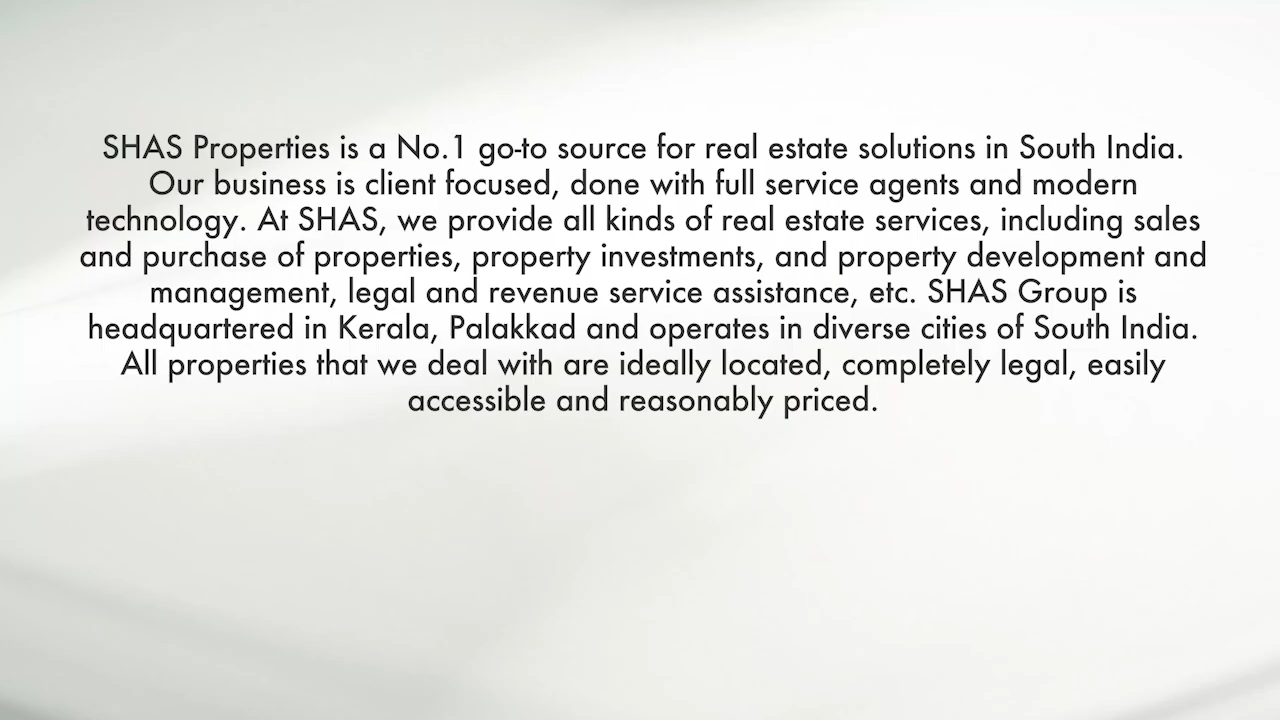 SHAS Properties is a No.1 go-to source for real estate solutions in South India.
Our business is client focused, done with full service agents and modern
technology. At SHAS, we provide all kinds of real estate services, including sales
and purchase of properties, property investments, and property development and
management, legal and revenue service assistance, etc. SHAS Group is
headquartered in Kerala, Palakkad and operates in diverse cities of South India.
All properties that we deal with are ideally located, completely legal, easily
accessible and reasonably priced.